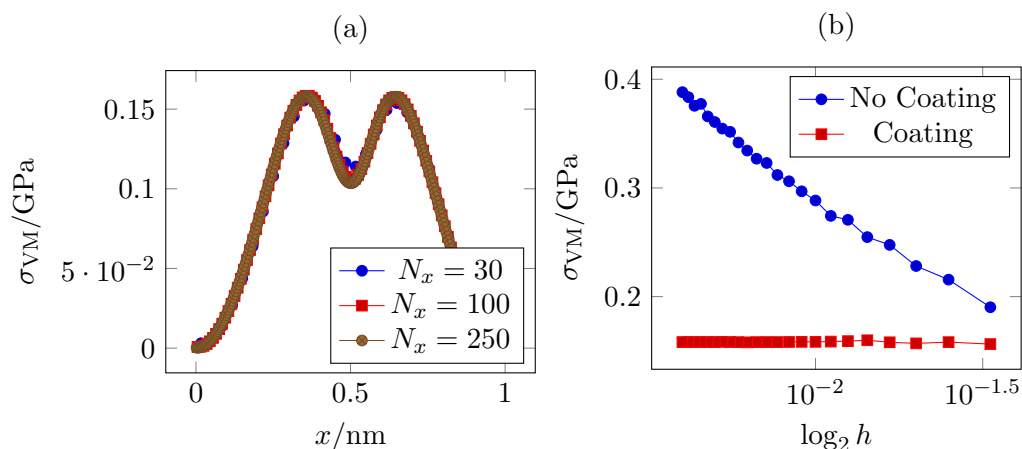 (a)
σ_VM/GPa
0.15
0.1
5 · 10^−2
0
0
0.5
1
x/nm
N_x = 30
N_x = 100
N_x = 250
(b)
σ_VM/GPa
0.4
0.3
0.2
10^−2
10^−1.5
log_2 h
No Coating
Coating